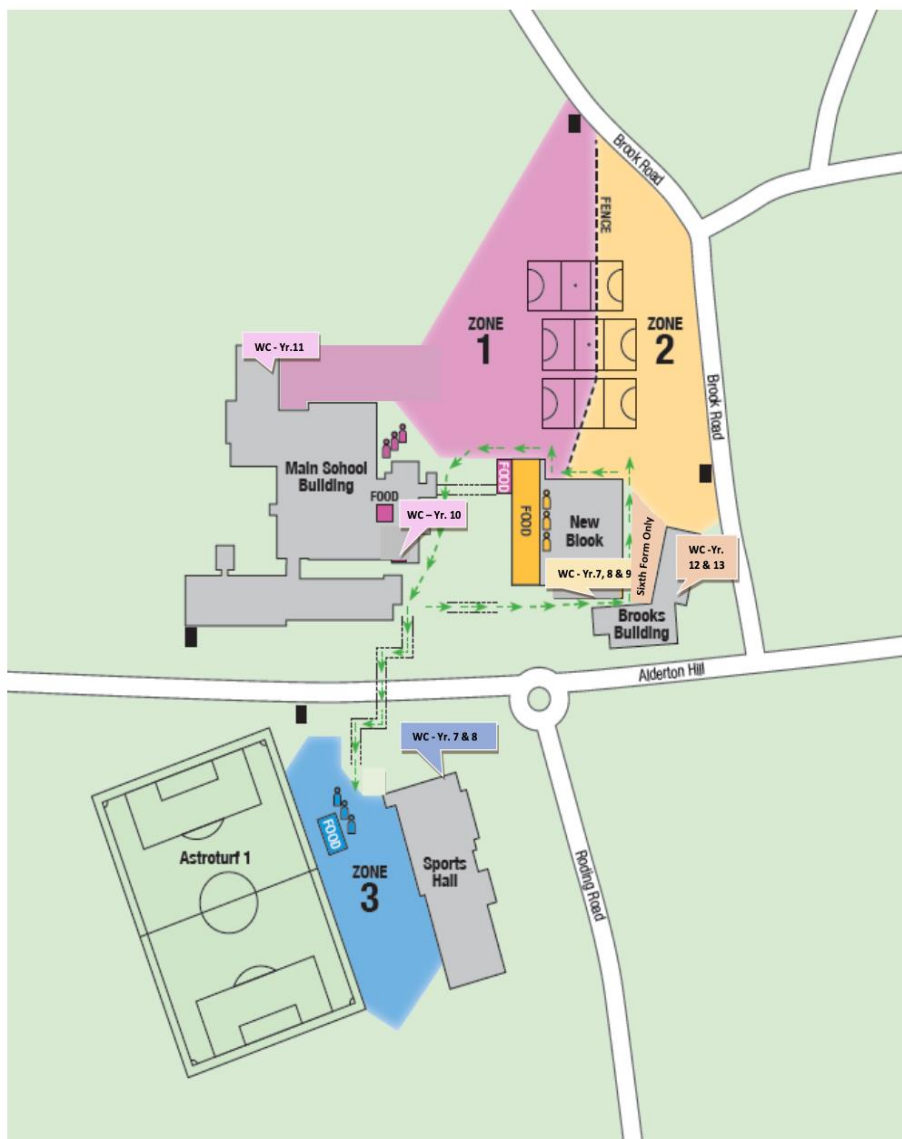 Brook Road
FENCE
ZONE
1
ZONE
2
WC - Yr.11
Brook Road
Main Sohool
Building
FOOD
FOOD
FOOD
WC – Yr. 10
New
Blook
Sixth Form Only
WC -Yr.
12 & 13
WC - Yr.7, 8 & 9
Brooks
Building
Alderton Hill
WC - Yr. 7 & 8
FOOD
Astroturf 1
ZONE
3
Sports
Hall
Roding Road